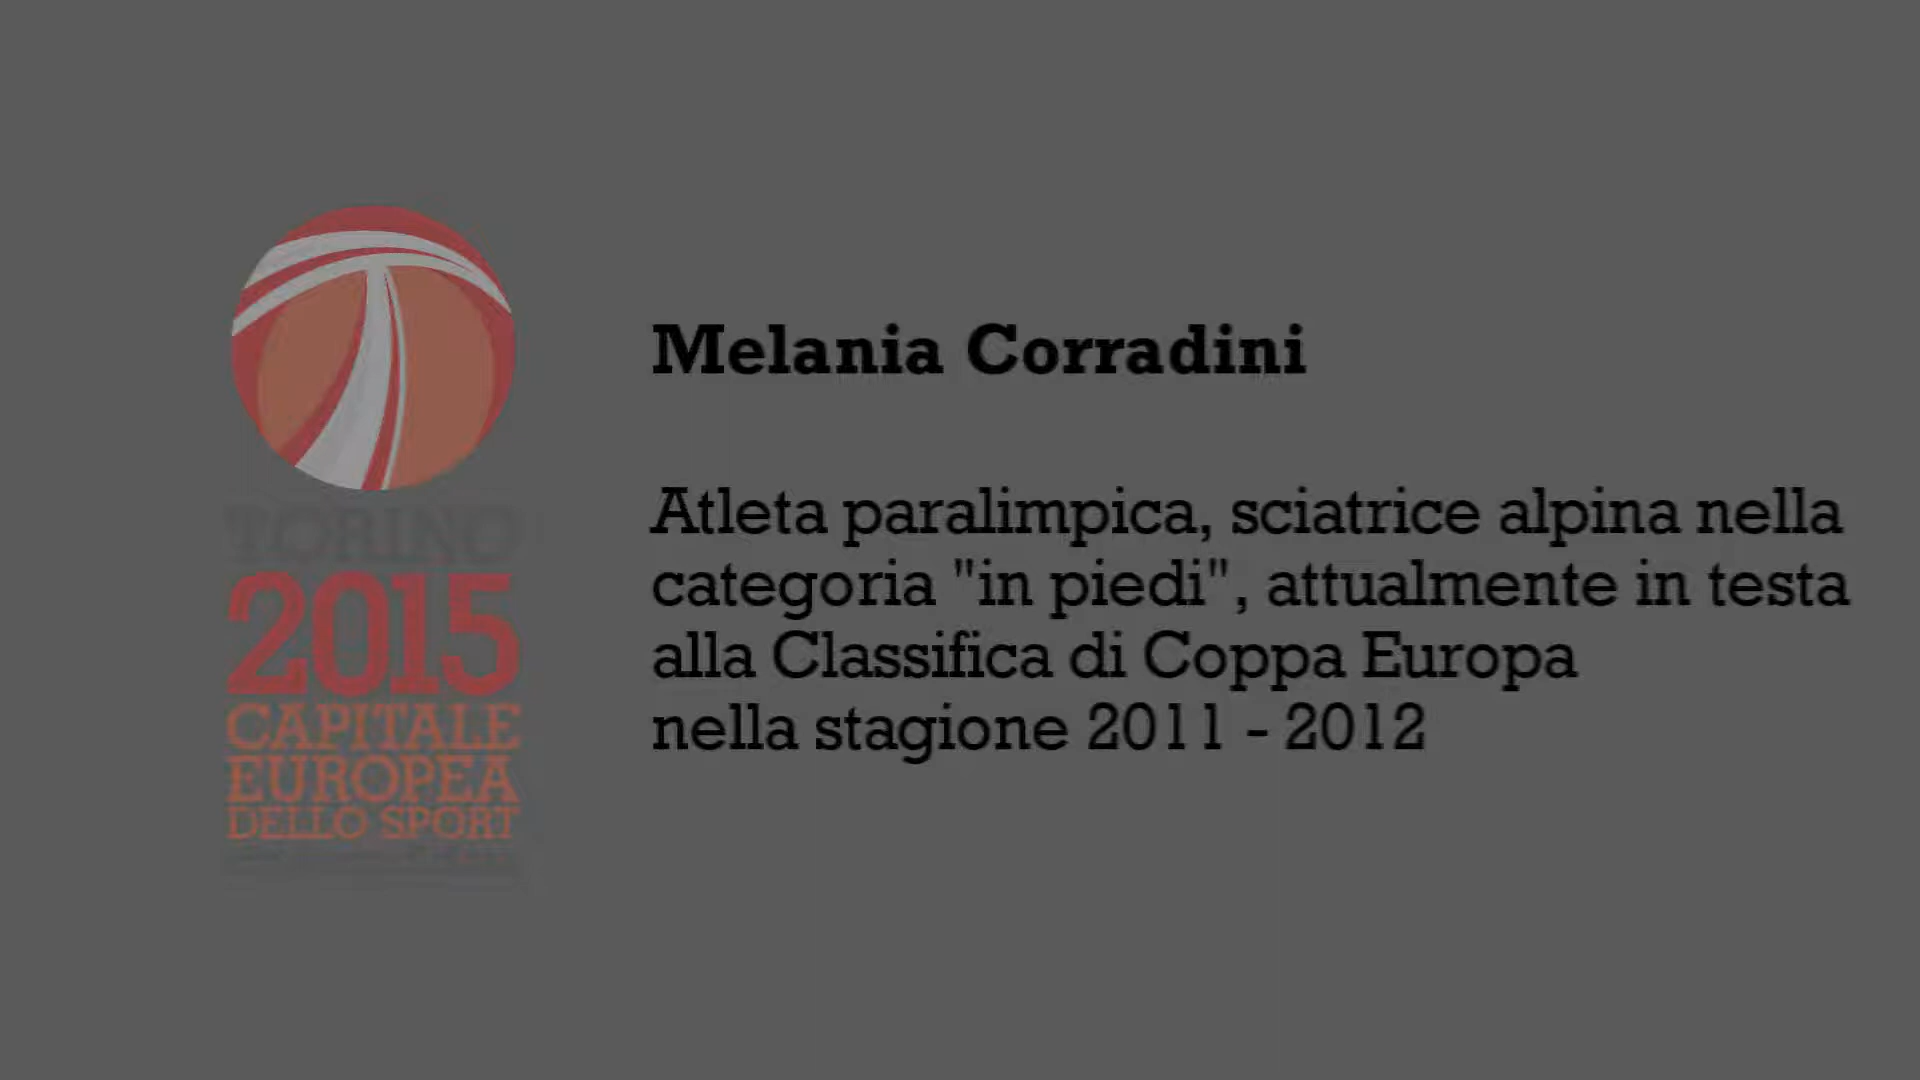 TORINO
2015
CAPITALE
EUROPEA
DELLO SPORT
Melania Corradini
Atleta paralimpica, sciatrice alpina nella
categoria "in piedi", attualmente in testa
alla Classifica di Coppa Europa
nella stagione 2011 - 2012